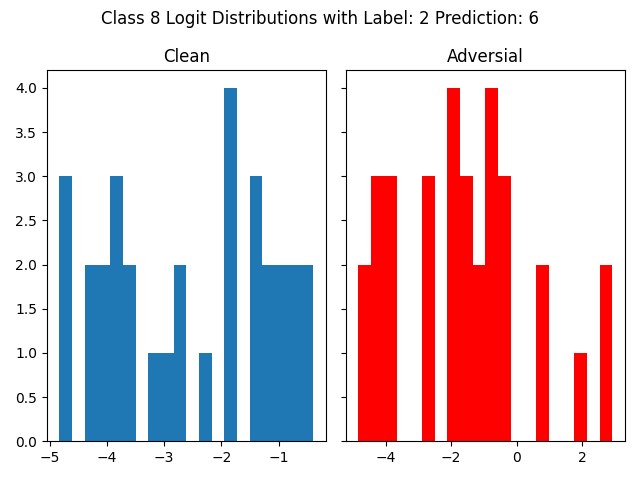 Class 8 Logit Distributions with Label: 2 Prediction: 6
Clean
Adversial
4.0
3.5
3.0
2.5
2.0
1.5
1.0
0.5
0.0
−5 −4 −3 −2 −1
−4 −2 0 2